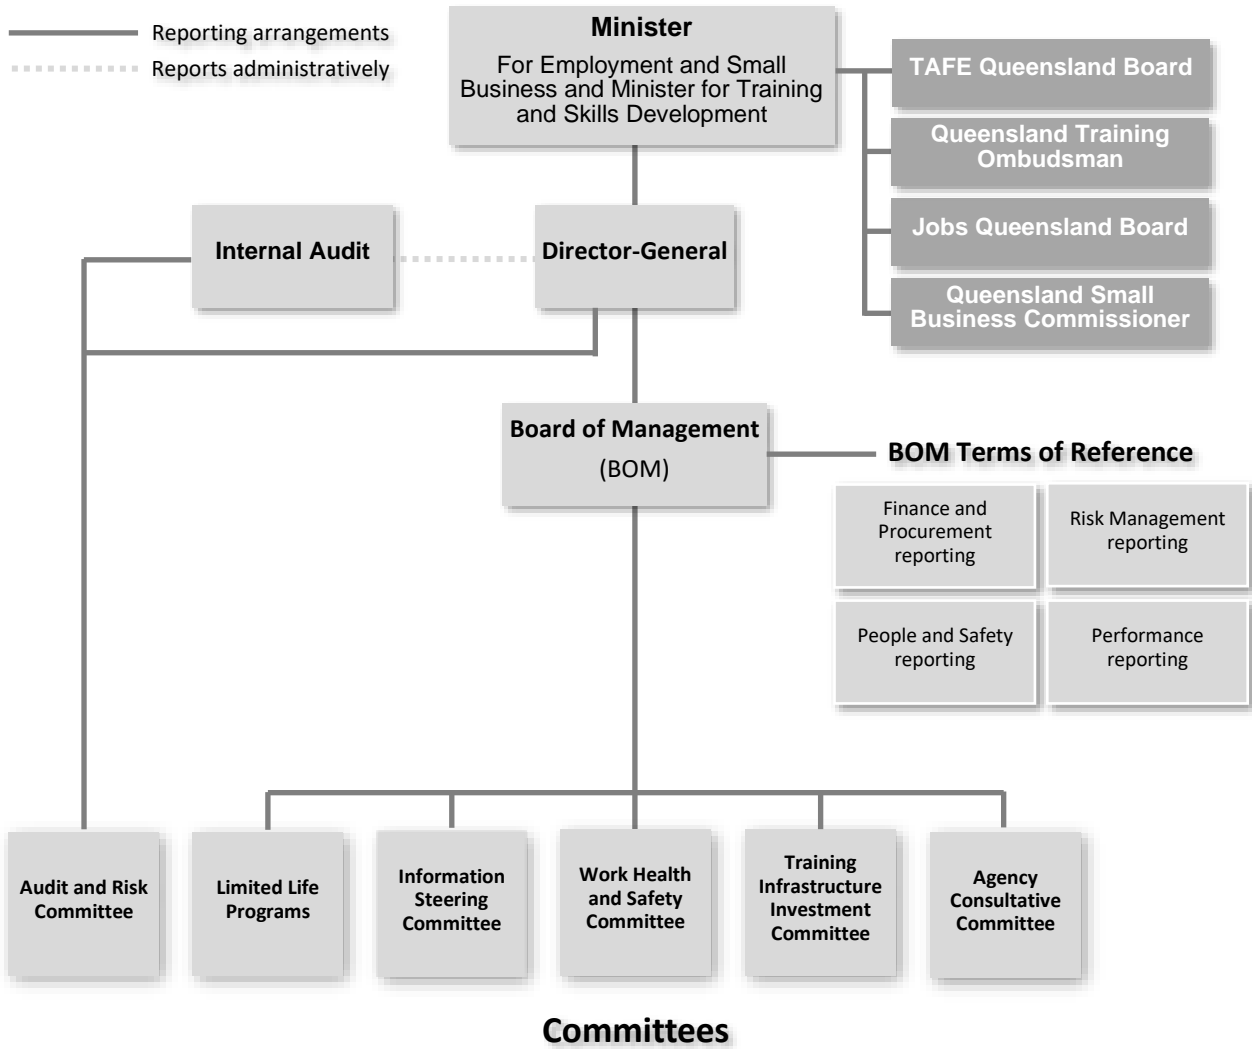 Reporting arrangements
Reports administratively
Minister
For Employment and Small
Business and Minister for Training
and Skills Development
TAFE Queensland Board
Queensland Training
Ombudsman
Jobs Queensland Board
Queensland Small
Business Commissioner
Internal Audit
Director-General
Board of Management
(BOM)
BOM Terms of Reference
Finance and
Procurement
reporting
Risk Management
reporting
People and Safety
reporting
Performance
reporting
Audit and Risk
Committee
Limited Life
Programs
Information
Steering
Committee
Work Health
and Safety
Committee
Training
Infrastructure
Investment
Committee
Agency
Consultative
Committee
Committees